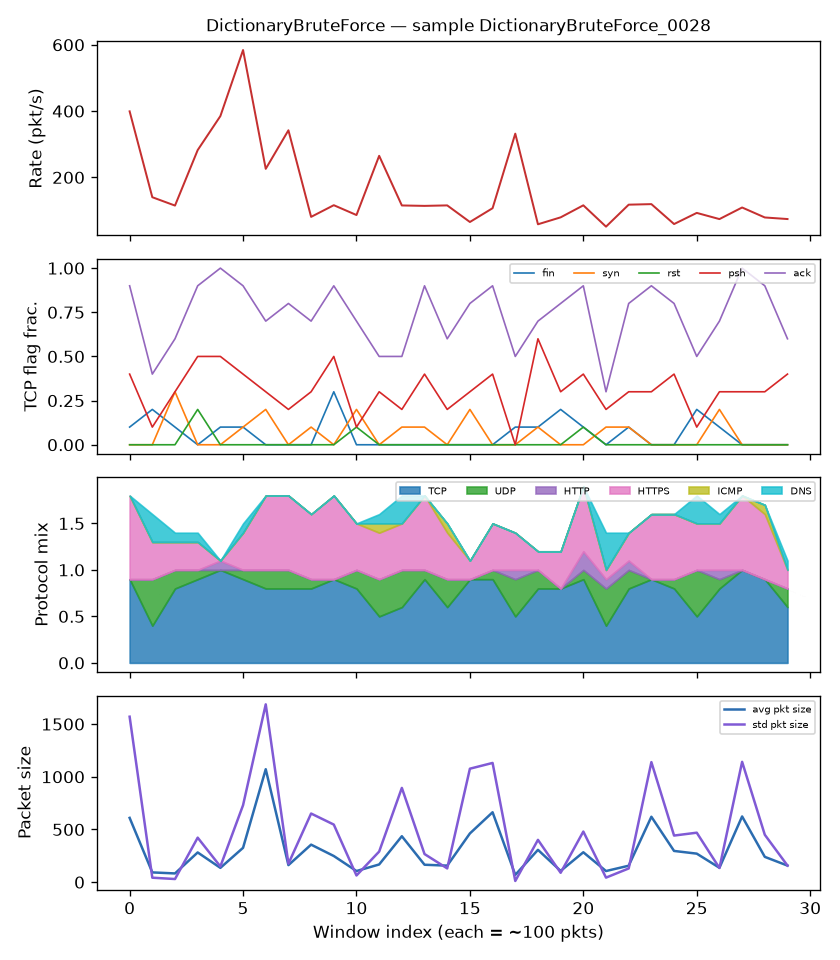 DictionaryBruteForce — sample DictionaryBruteForce_0028
Rate (pkt/s)
600
400
200
TCP flag frac.
1.00
0.75
0.50
0.25
0.00
fin syn rst psh ack
Protocol mix
1.5
1.0
0.5
0.0
TCP UDP HTTP HTTPS ICMP DNS
Packet size
1500
1000
500
0
avg pkt size
std pkt size
0 5 10 15 20 25 30
Window index (each = ~100 pkts)